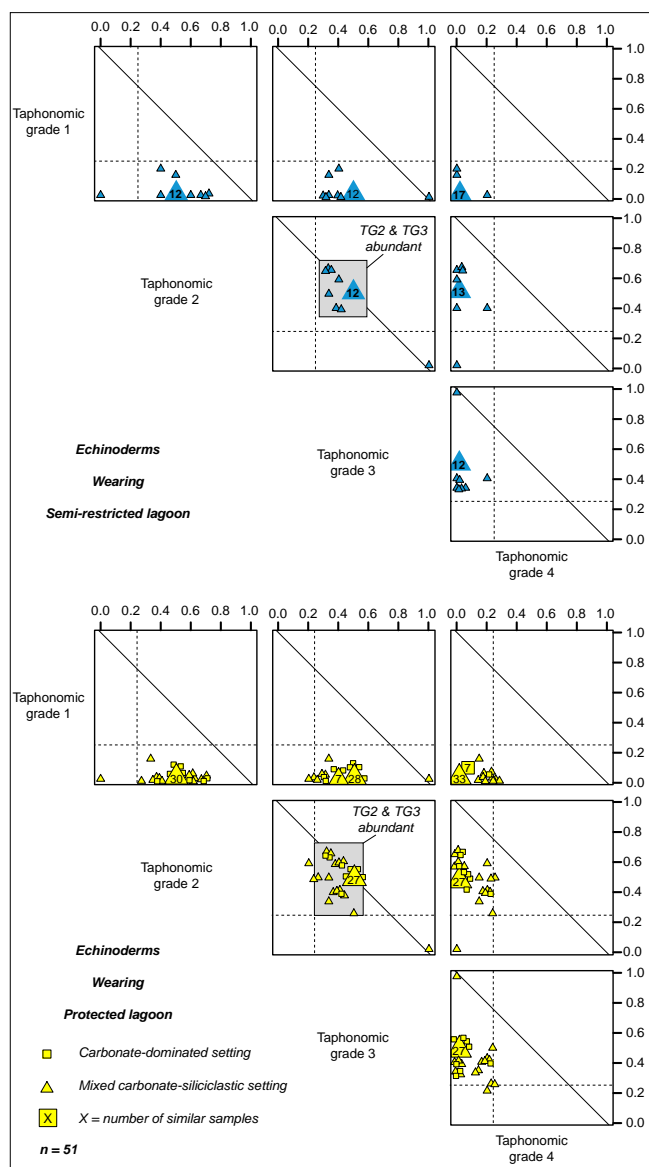 0.0 0.2 0.4 0.6 0.8 1.0 0.0 0.2 0.4 0.6 0.8 1.0 0.0 0.2 0.4 0.6 0.8 1.0
Taphonomic
grade 1
12
12
17
1.0
0.8
0.6
0.4
0.2
0.0
TG2 & TG3
abundant
Taphonomic
grade 2
12
13
1.0
0.8
0.6
0.4
0.2
0.0
Echinoderms
Wearing
Semi-restricted lagoon
Taphonomic
grade 3
12
1.0
0.8
0.6
0.4
0.2
0.0
Taphonomic
grade 4
0.0 0.2 0.4 0.6 0.8 1.0 0.0 0.2 0.4 0.6 0.8 1.0 0.0 0.2 0.4 0.6 0.8 1.0
Taphonomic
grade 1
30
7 28
7
33
1.0
0.8
0.6
0.4
0.2
0.0
TG2 & TG3
abundant
Taphonomic
grade 2
27
27
1.0
0.8
0.6
0.4
0.2
0.0
Echinoderms
Wearing
Protected lagoon
Carbonate-dominated setting
Mixed carbonate-siliciclastic setting
X X = number of similar samples
n = 51
Taphonomic
grade 3
27
1.0
0.8
0.6
0.4
0.2
0.0
Taphonomic
grade 4